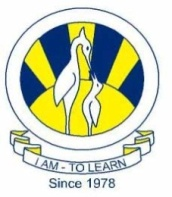 I AM - TO LEARN
Since 1978